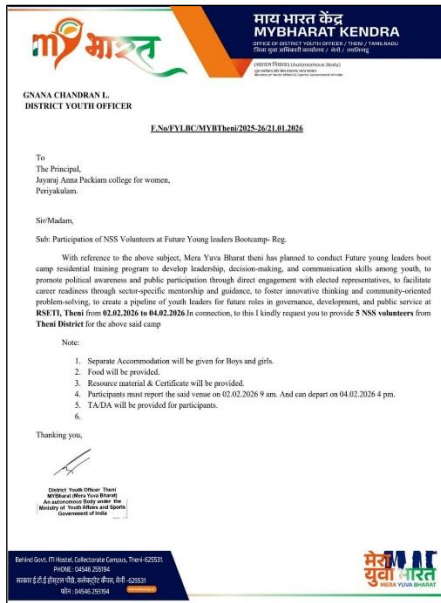 my भारत
माय भारत केंद्र
MYBHARAT KENDRA
OFFICE OF DISTRICT YOUTH OFFICER / THENI / TAMILNADU
जिला युवा अधिकारी कार्यालय / थेनी / तमिलनाडु
(Autonomous Body)
GNANA CHANDRAN L.
DISTRICT YOUTH OFFICER
F.No/FYLBC/MYBTheni/2025-26/21.01.2026
To
The Principal,
Jayaraj Anna Packiam college for women,
Periyakulam.
Sir/Madam,
Sub: Participation of NSS Volunteers at Future Young leaders Bootcamp- Reg.
With reference to the above subject, Mera Yuva Bharat theni has planned to conduct Future young leaders boot
camp residential training program to develop leadership, decision-making, and communication skills among youth, to
promote political awareness and public participation through direct engagement with elected representatives, to facilitate
career readiness through sector-specific mentorship and guidance, to foster innovative thinking and community-oriented
problem-solving, to create a pipeline of youth leaders for future roles in governance, development, and public service at
RSETI, Theni from 02.02.2026 to 04.02.2026.In connection, to this I kindly request you to provide 5 NSS volunteers from
Theni District for the above said camp
Note:
1. Separate Accommodation will be given for Boys and girls.
2. Food will be provided.
3. Resource material & Certificate will be provided.
4. Participants must report the said venue on 02.02.2026 9 am. And can depart on 04.02.2026 4 pm.
5. TA/DA will be provided for participants.
6.
Thanking you,
District Youth Officer Theni
MYBharat (Mera Yuva Bharat)
An autonomous Body under the
Ministry of Youth Affairs and Sports
Government of India
Behind Govt. ITI Hostel, Collectorate Campus, Theni-625531.
PHONE : 04546 255194
फोन : 04546 255194
मेरा
युवा भारत
MERA YUVA BHARAT